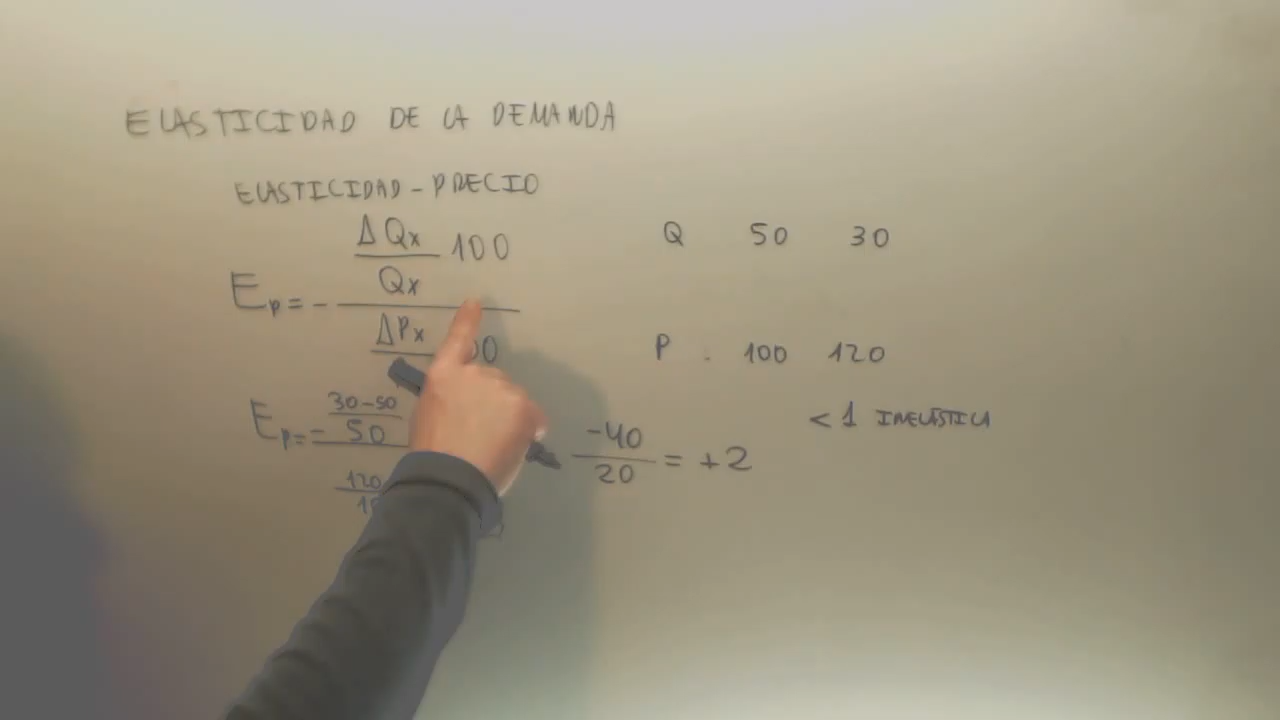 ELASTICIDAD DE LA DEMANDA
ELASTICIDAD - PRECIO
ΔQx 100
Qx
Ep = -
ΔPx
Q 50 30
P : 100 120
30-50
Ep = - 50
120
< 1 INELÁSTICA
-40
20 = +2